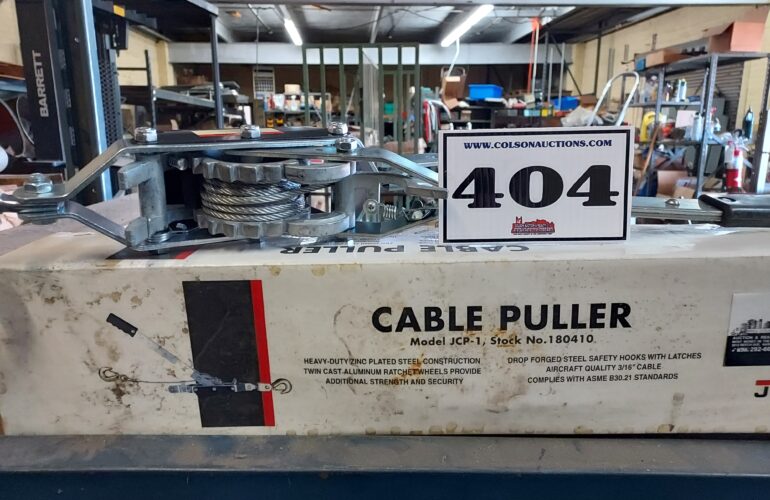 BARRETT
WWW.COLSONAUCTIONS.COM
404
CABLE PULLER
CABLE PULLER
Model JCP-1, Stock No.180410
HEAVY-DUTY ZINC PLATED STEEL CONSTRUCTION
TWIN CAST-ALUMINUM RATCHET WHEELS PROVIDE
ADDITIONAL STRENGTH AND SECURITY
DROP FORGED STEEL SAFETY HOOKS WITH LATCHES
AIRCRAFT QUALITY 3/16" CABLE
COMPLIES WITH ASME B30.21 STANDARDS